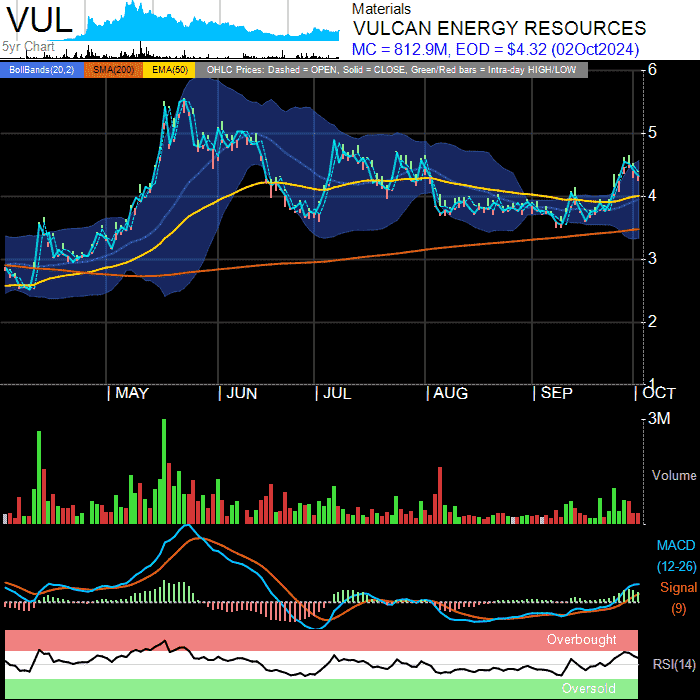 VUL
5yr Chart
Materials
VULCAN ENERGY RESOURCES
MC = 812.9M, EOD = $4.32 (02Oct2024)
BollBands(20,2) SMA(200) EMA(50) OHLC Prices: Dashed = OPEN, Solid = CLOSE, Green/Red bars = Intra-day HIGH/LOW
6
5
4
3
2
1
MAY JUN JUL AUG SEP OCT
3M
Volume
MACD
(12-26)
Signal
(9)
Overbought
RSI(14)
Oversold